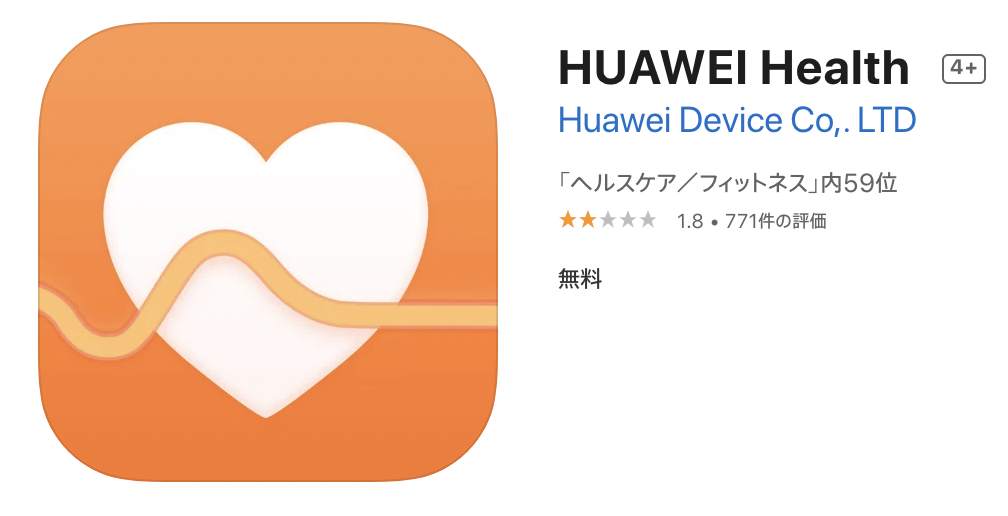 HUAWEI Health 4+
Huawei Device Co,. LTD
「ヘルスケア／フィットネス」内59位
1.8 • 771件の評価
無料